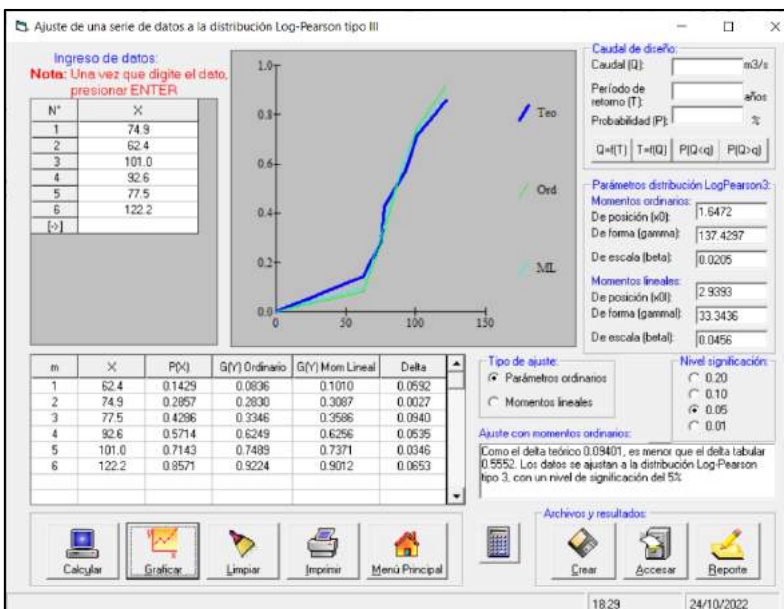 Ajuste de una serie de datos a la distribución Log-Pearson tipo III
Ingreso de datos:
Nota: Una vez que digite el dato,
presionar ENTER
N° X
1 74.9
2 62.4
3 101.0
4 92.6
5 77.5
6 122.2
[->]
1.0
0.8
0.6
0.4
0.2
0.0
0 50 100 150
Teo
Ord
ML
Caudal de diseño:
Caudal (Q): m3/s
Período de
retorno (T): años
Probabilidad (P): %
Q=f(T) T=f(Q) P(Q<q) P(Q>q)
Parámetros distribución LogPearson3:
Momentos ordinarios:
De posición (x0): 1.6472
De forma (gamma): 137.4297
De escala (beta): 0.0205
Momentos lineales:
De posición (x0l): 2.9393
De forma (gammal): 33.3436
De escala (betal): 0.0456
m X P(X) G(Y) Ordinario G(Y) Mom Lineal Delta
1 62.4 0.1429 0.0836 0.1010 0.0592
2 74.9 0.2857 0.2830 0.3087 0.0027
3 77.5 0.4286 0.3346 0.3586 0.0940
4 92.6 0.5714 0.6249 0.6256 0.0535
5 101.0 0.7143 0.7489 0.7371 0.0346
6 122.2 0.8571 0.9224 0.9012 0.0653
Tipo de ajuste:
Parámetros ordinarios
Momentos lineales
Nivel significación:
0.20
0.10
0.05
0.01
Ajuste con momentos ordinarios:
Como el delta teórico 0.09401, es menor que el delta tabular
0.5552. Los datos se ajustan a la distribución Log-Pearson
tipo 3, con un nivel de significación del 5%
Calcular Graficar Limpiar Imprimir Menú Principal
Archivos y resultados:
Crear Accesar Reporte
18:29 24/10/2022